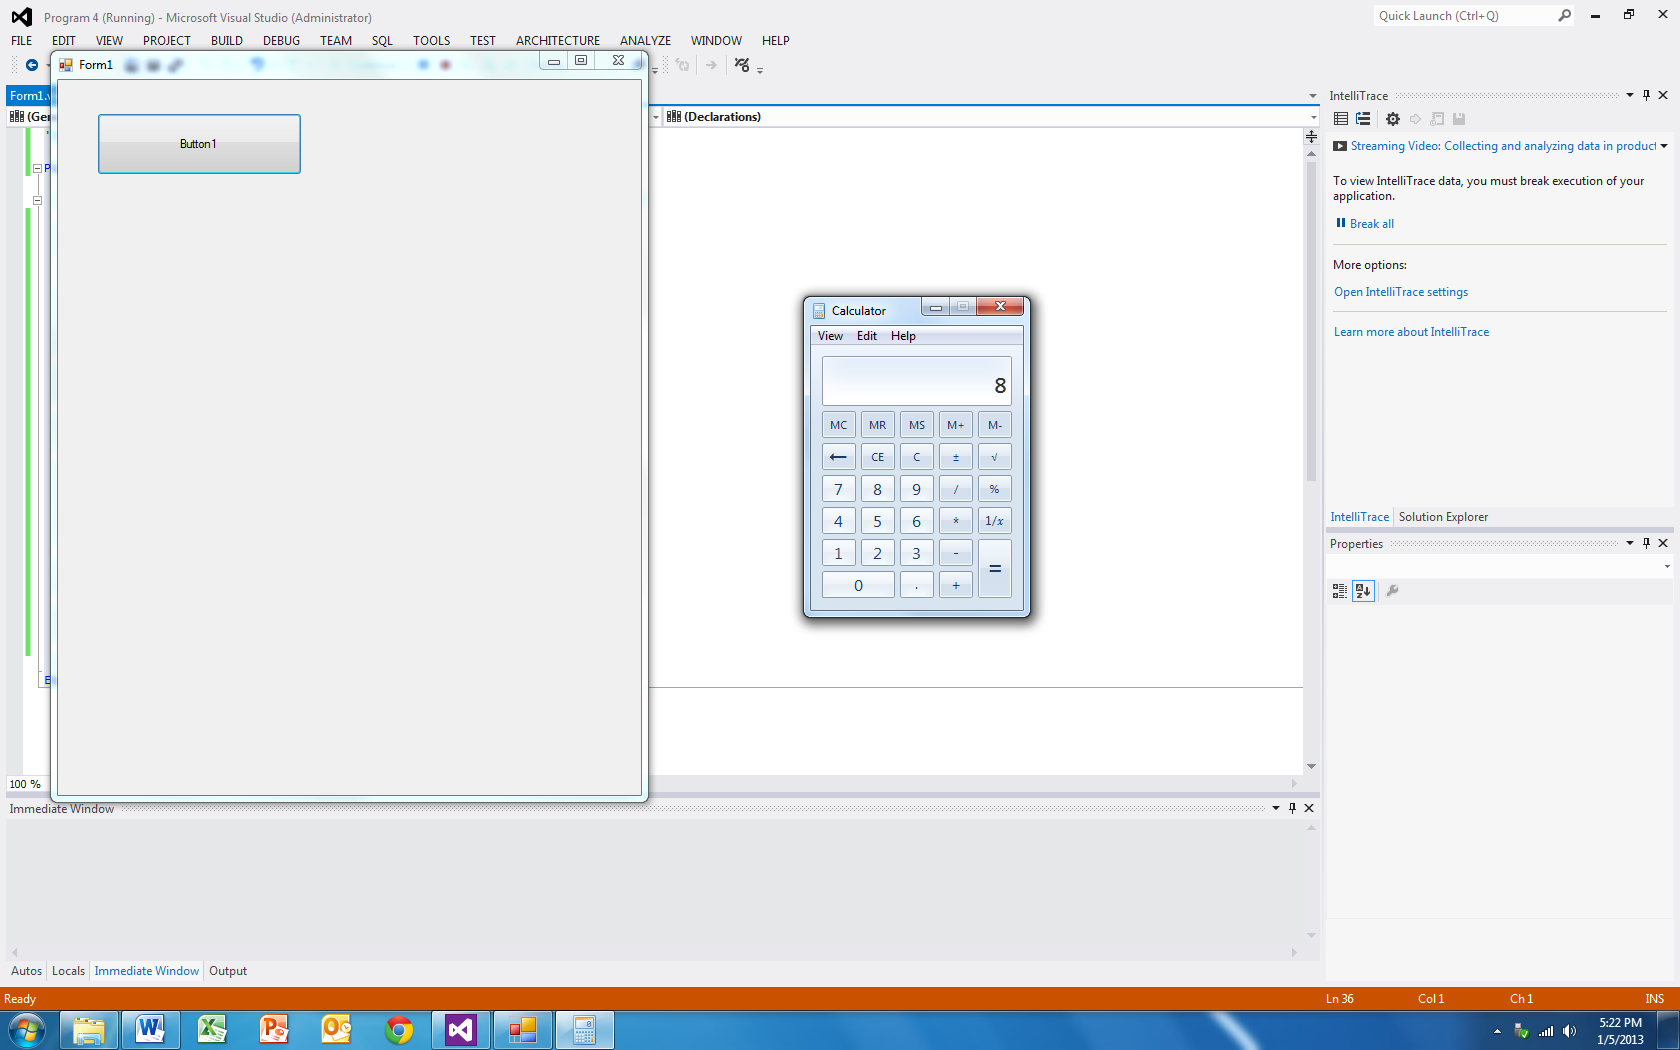 Program 4 (Running) - Microsoft Visual Studio (Administrator)
Quick Launch (Ctrl+Q)
FILE EDIT VIEW PROJECT BUILD DEBUG TEAM SQL TOOLS TEST ARCHITECTURE ANALYZE WINDOW HELP
Form1
Form1.v
(Ger
(Declarations)
Button1
P
E
100 %
Calculator
View Edit Help
8
MC MR MS M+ M-
← CE C ± √
7 8 9 / %
4 5 6 * 1/x
1 2 3 -
=
0 . +
IntelliTrace
Streaming Video: Collecting and analyzing data in product
To view IntelliTrace data, you must break execution of your
application.
Break all
More options:
Open IntelliTrace settings
Learn more about IntelliTrace
IntelliTrace Solution Explorer
Properties
Immediate Window
Autos Locals Immediate Window Output
Ready
Ln 36 Col 1 Ch 1 INS
5:22 PM
1/5/2013